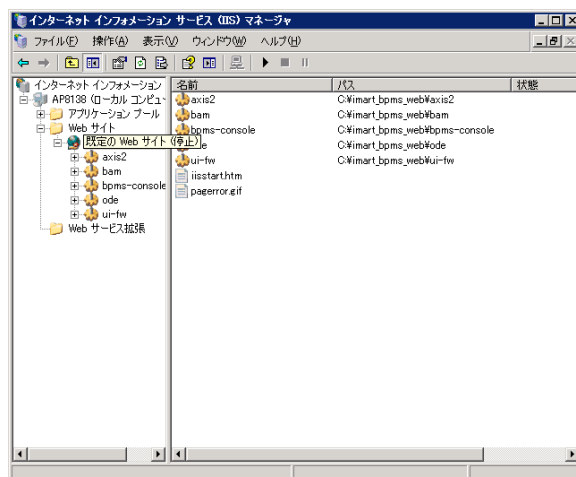 インターネット インフォメーション サービス (IIS) マネージャ
ファイル(F) 操作(A) 表示(V) ウィンドウ(W) ヘルプ(H)
インターネット インフォメーション
AP8138 (ローカル コンピュ
アプリケーション プール
Web サイト
既定の Web サイト (停止)
axis2
bam
bpms-console
ode
ui-fw
Web サービス拡張
名前 パス 状態
axis2 C:¥imart_bpms_web¥axis2
bam C:¥imart_bpms_web¥bam
bpms-console C:¥imart_bpms_web¥bpms-console
de C:¥imart_bpms_web¥ode
ui-fw C:¥imart_bpms_web¥ui-fw
iisstart.htm
pagerror.gif